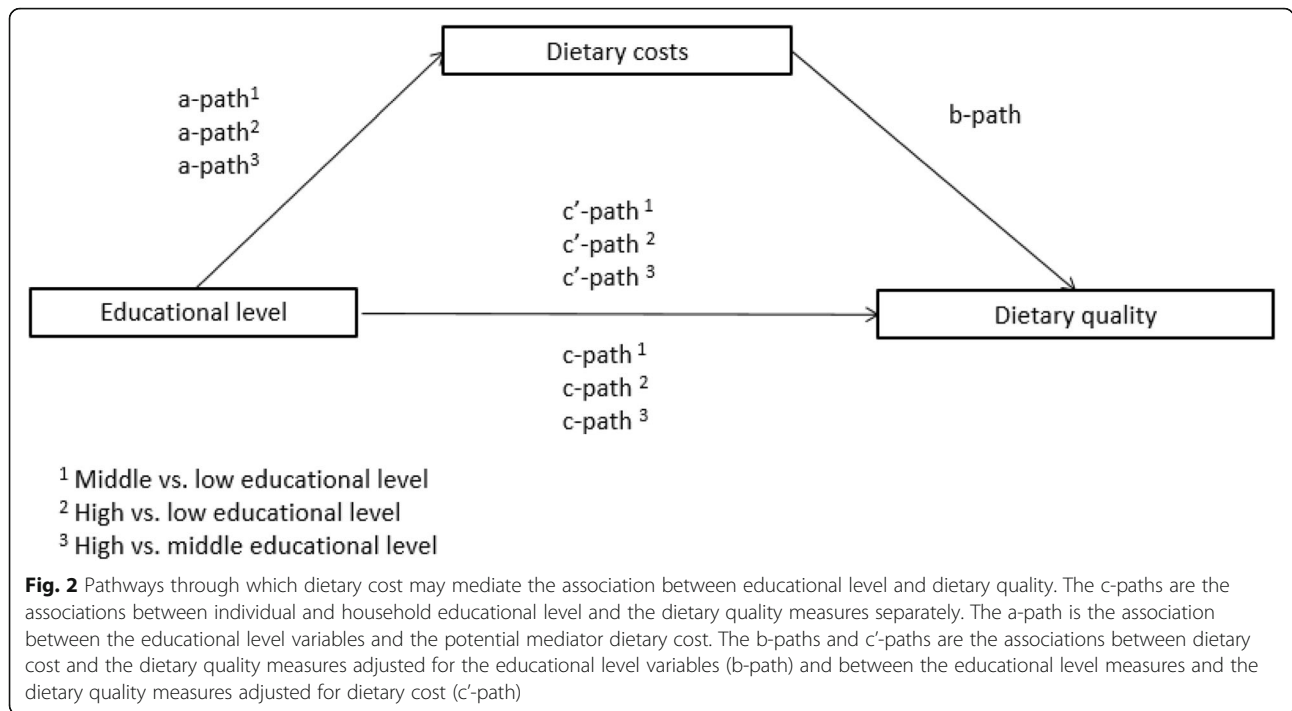 Dietary costs
a-path¹
a-path²
a-path³
b-path
c'-path ¹
c'-path ²
c'-path ³
Educational level
Dietary quality
c-path ¹
c-path ²
c-path ³
¹ Middle vs. low educational level
² High vs. low educational level
³ High vs. middle educational level
Fig. 2 Pathways through which dietary cost may mediate the association between educational level and dietary quality. The c-paths are the
associations between individual and household educational level and the dietary quality measures separately. The a-path is the association
between the educational level variables and the potential mediator dietary cost. The b-paths and c'-paths are the associations between dietary
cost and the dietary quality measures adjusted for the educational level variables (b-path) and between the educational level measures and the
dietary quality measures adjusted for dietary cost (c'-path)